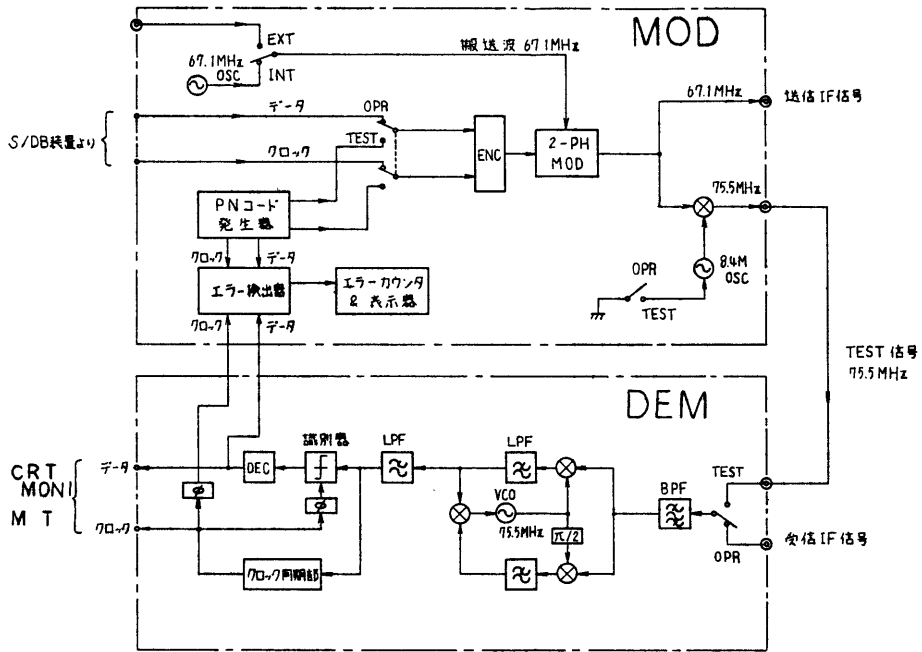 MOD
EXT
67.1MHz
OSC
INT
搬送波 67.1MHz
67.1MHz
送信IF信号
データ
OPR
S/DB装置より
TEST
クロック
ENC
2-PH
MOD
75.5MHz
PNコード
発生器
クロック
データ
8.4M
OSC
OPR
TEST
エラー検出器
エラーカウンタ
& 表示器
クロック
データ
TEST信号
75.5MHz
DEM
識別器
LPF
LPF
CRT
MONI
MT
データ
DEC
VCO
75.5MHz
BPF
TEST
φ
φ
クロック
π/2
OPR
受信IF信号
クロック同期部